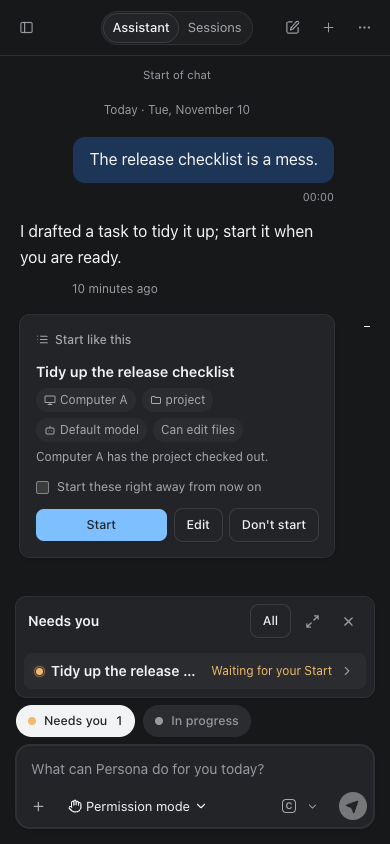 Assistant
Sessions
Start of chat
Today · Tue, November 10
The release checklist is a mess.
00:00
I drafted a task to tidy it up; start it when
you are ready.
10 minutes ago
Start like this
Tidy up the release checklist
Computer A
project
Default model
Can edit files
Computer A has the project checked out.
Start these right away from now on
Start
Edit
Don't start
Needs you
All
Tidy up the release ...
Waiting for your Start
Needs you 1
In progress
What can Persona do for you today?
Permission mode
C